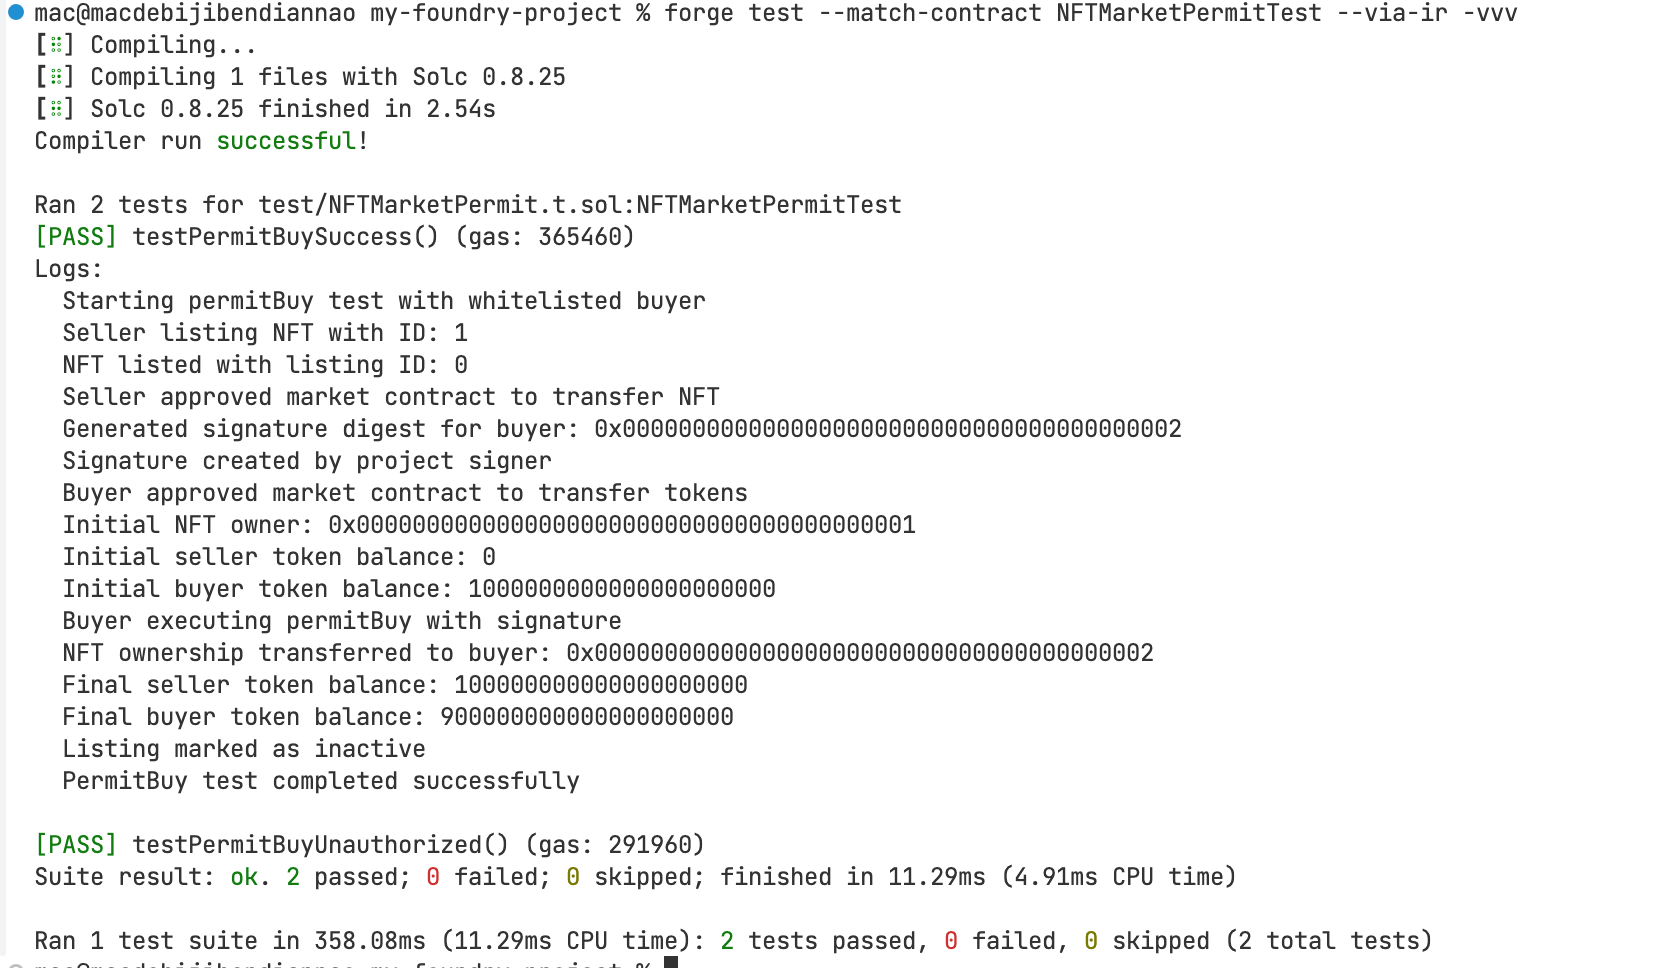 mac@macdebijibendiannao my-foundry-project % forge test --match-contract NFTMarketPermitTest --via-ir -vvv
[⠿] Compiling...
[⠿] Compiling 1 files with Solc 0.8.25
[⠿] Solc 0.8.25 finished in 2.54s
Compiler run successful!

Ran 2 tests for test/NFTMarketPermit.t.sol:NFTMarketPermitTest
[PASS] testPermitBuySuccess() (gas: 365460)
Logs:
  Starting permitBuy test with whitelisted buyer
  Seller listing NFT with ID: 1
  NFT listed with listing ID: 0
  Seller approved market contract to transfer NFT
  Generated signature digest for buyer: 0x0000000000000000000000000000000000000002
  Signature created by project signer
  Buyer approved market contract to transfer tokens
  Initial NFT owner: 0x0000000000000000000000000000000000000001
  Initial seller token balance: 0
  Initial buyer token balance: 1000000000000000000000
  Buyer executing permitBuy with signature
  NFT ownership transferred to buyer: 0x0000000000000000000000000000000000000002
  Final seller token balance: 100000000000000000000
  Final buyer token balance: 900000000000000000000
  Listing marked as inactive
  PermitBuy test completed successfully

[PASS] testPermitBuyUnauthorized() (gas: 291960)
Suite result: ok. 2 passed; 0 failed; 0 skipped; finished in 11.29ms (4.91ms CPU time)

Ran 1 test suite in 358.08ms (11.29ms CPU time): 2 tests passed, 0 failed, 0 skipped (2 total tests)
mac@macdebijibendiannao my-foundry-project %